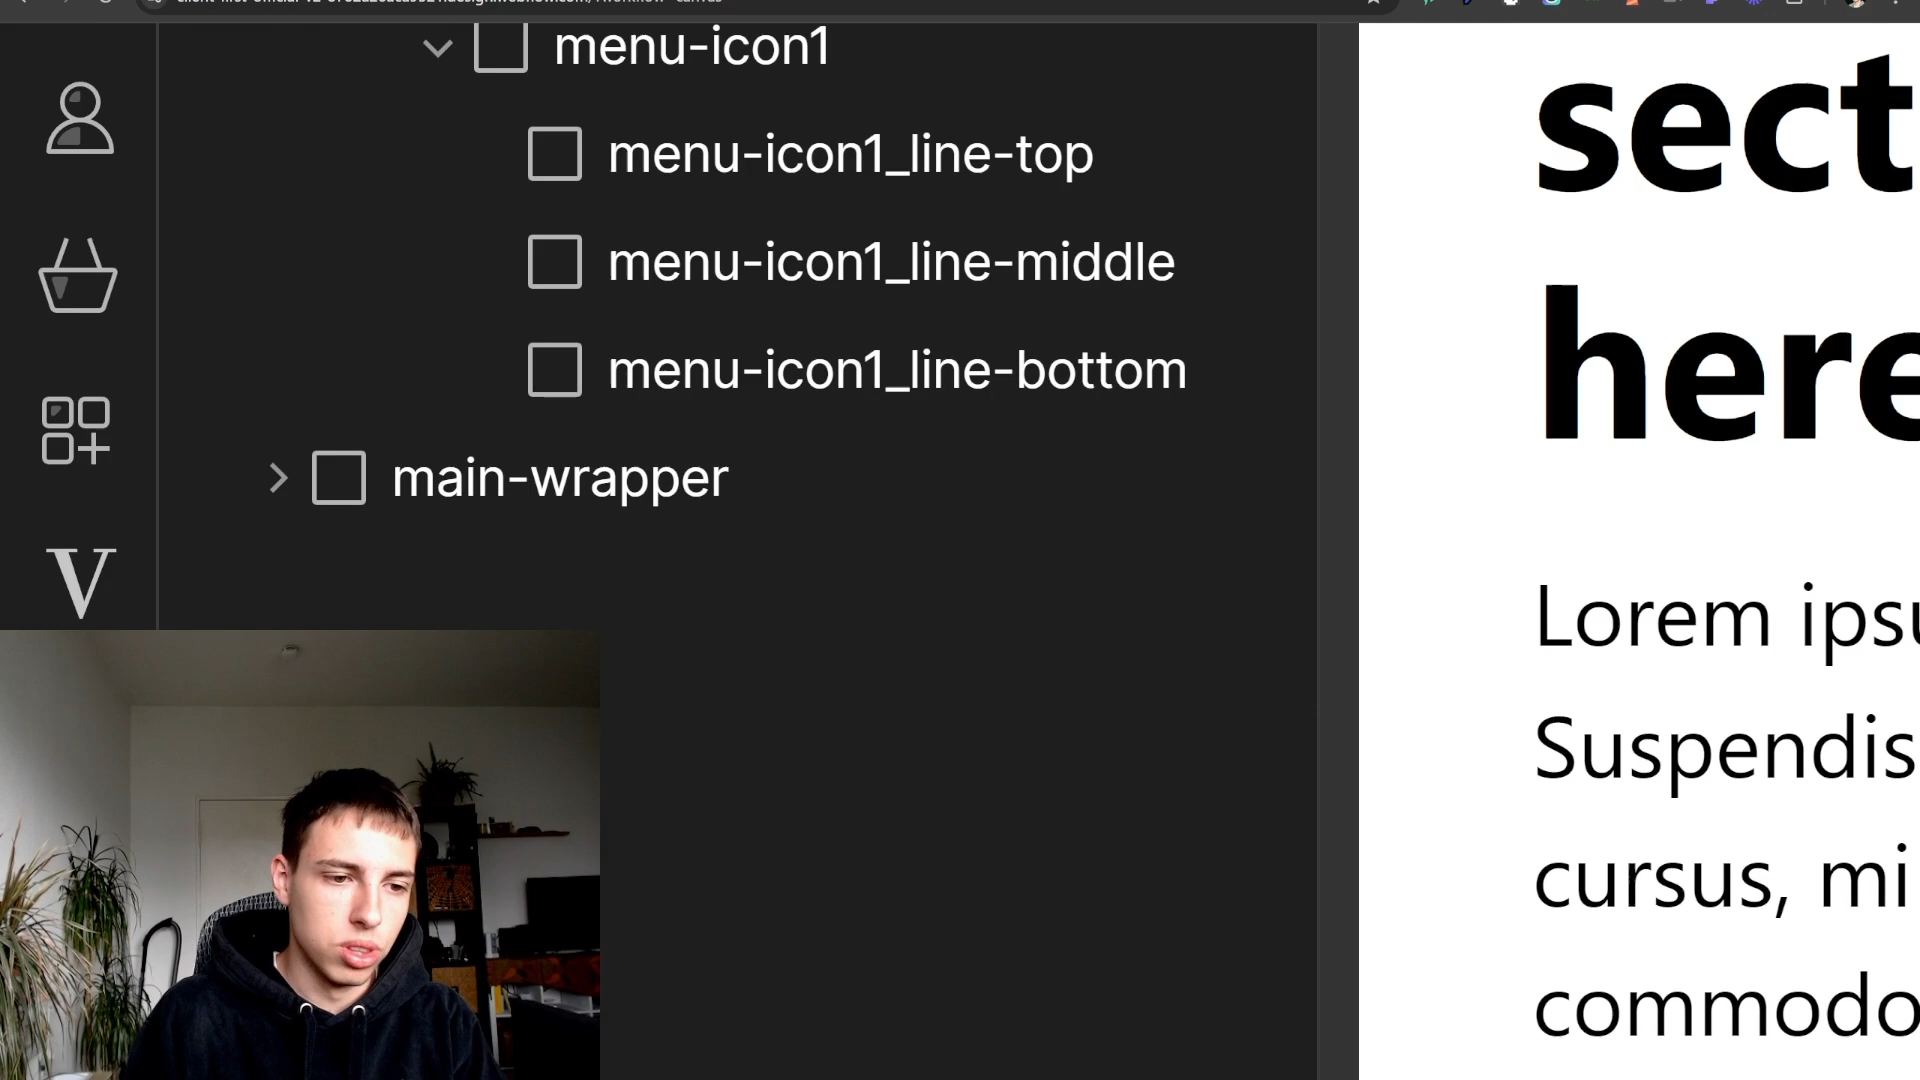 menu-icon1
menu-icon1_line-top
menu-icon1_line-middle
menu-icon1_line-bottom
main-wrapper
V
sect
here
Lorem ipsu
Suspendis
cursus, mi
commodo